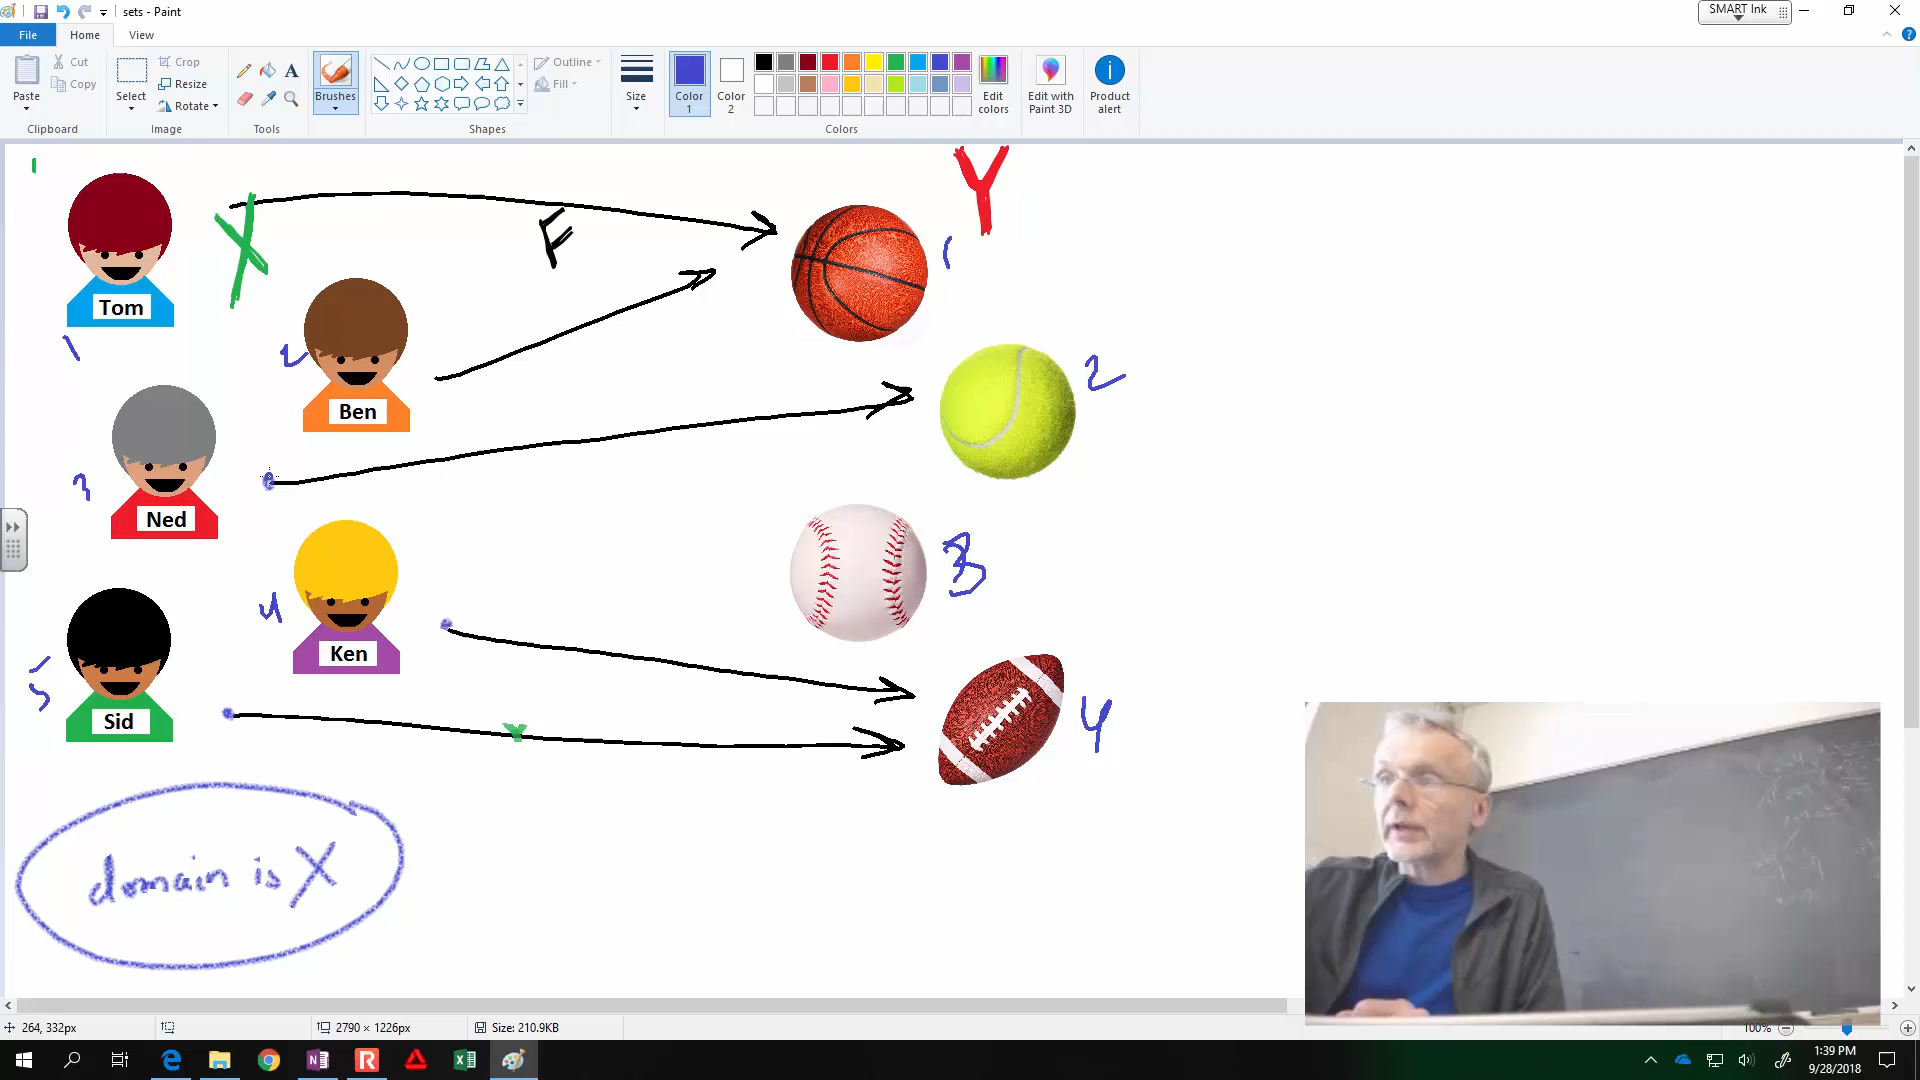 sets - Paint
SMART Ink
File Home View
Paste
Cut
Copy
Clipboard
Select
Crop
Resize
Rotate
Image
Tools
Brushes
Shapes
Outline
Fill
Size
Color 1
Color 2
Colors
Edit colors
Edit with Paint 3D
Product alert
1
X
F
Y
Tom
1
2
Ben
3
Ned
4
Ken
5
Sid
1
2
3
4
domain is X
264, 332px
2790 × 1226px
Size: 210.9KB
100%
1:39 PM
9/28/2018